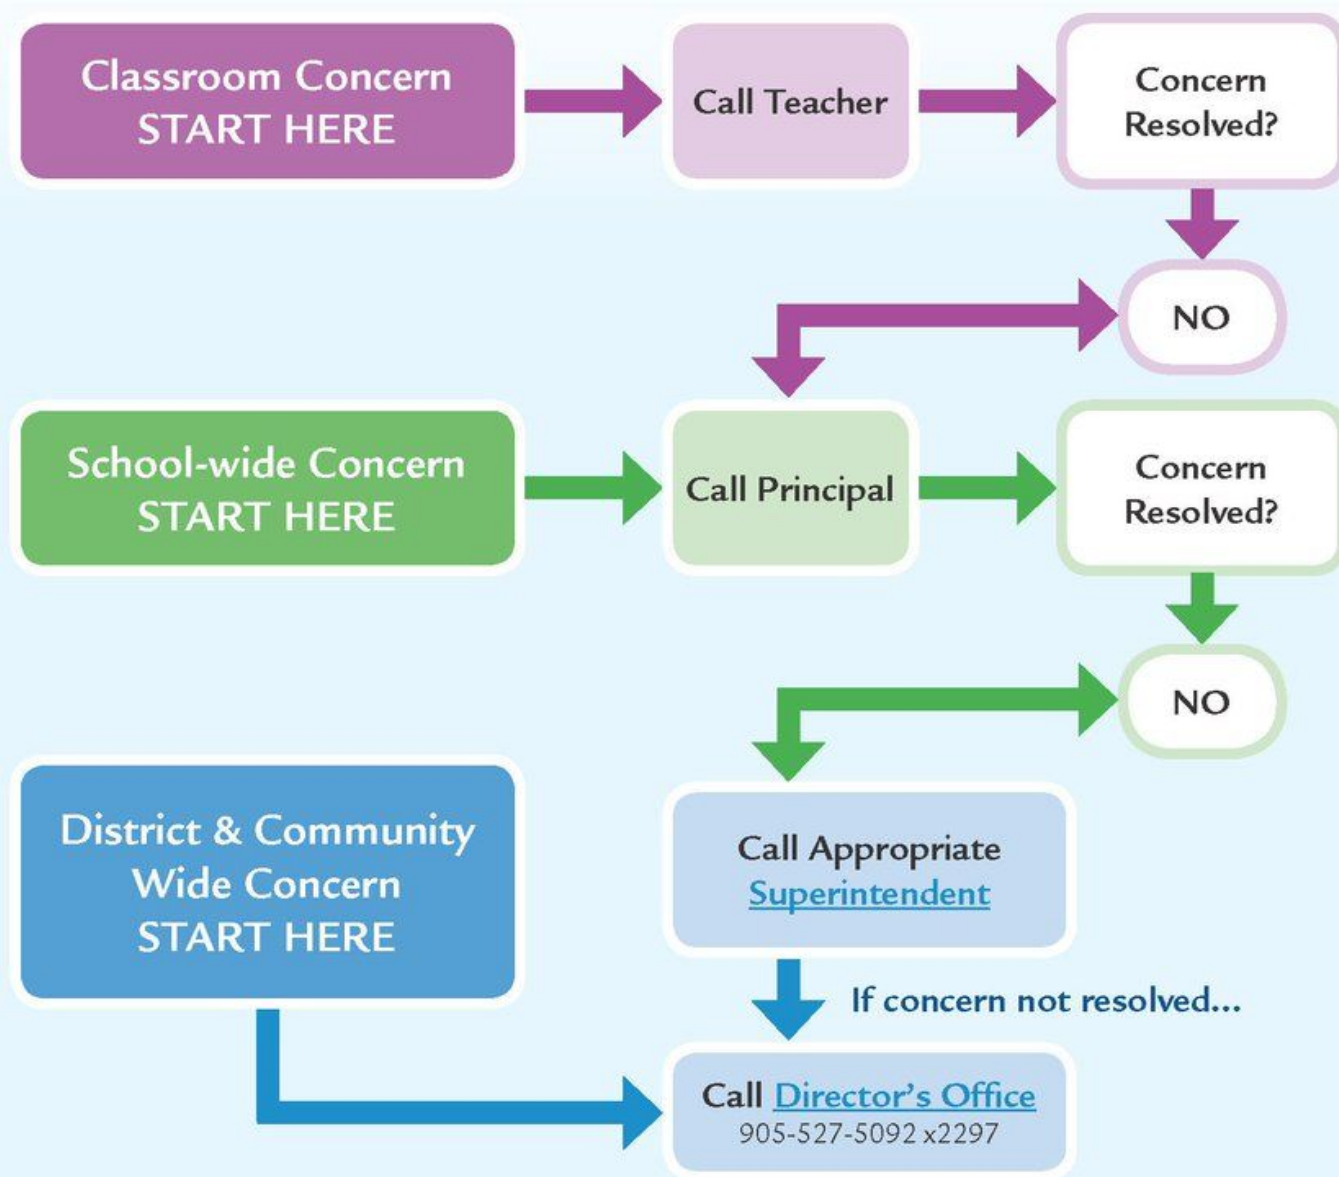 Classroom Concern
START HERE
Call Teacher
Concern
Resolved?
NO
School-wide Concern
START HERE
Call Principal
Concern
Resolved?
NO
District & Community
Wide Concern
START HERE
Call Appropriate
Superintendent
If concern not resolved...
Call Director's Office
905-527-5092 x2297